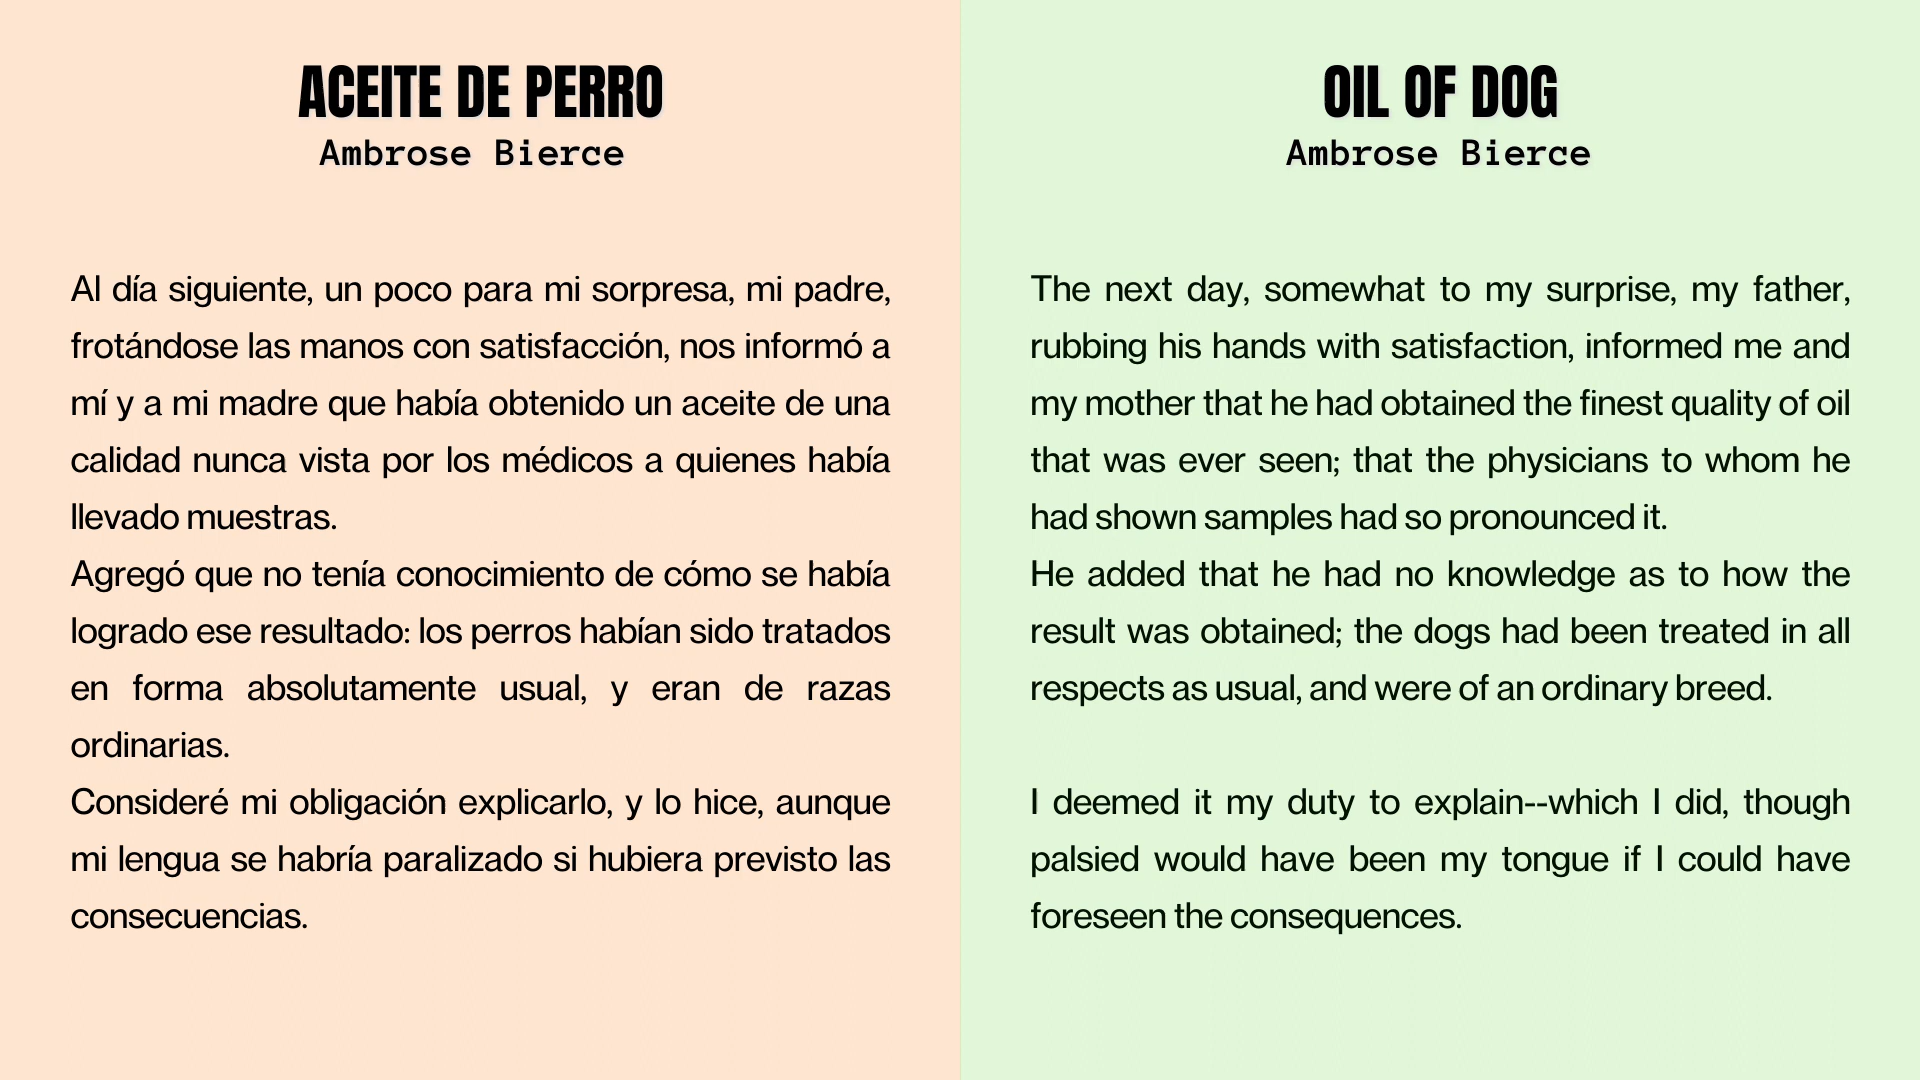 ACEITE DE PERRO
Ambrose Bierce
Al día siguiente, un poco para mi sorpresa, mi padre,
frotándose las manos con satisfacción, nos informó a
mí y a mi madre que había obtenido un aceite de una
calidad nunca vista por los médicos a quienes había
llevado muestras.
Agregó que no tenía conocimiento de cómo se había
logrado ese resultado: los perros habían sido tratados
en forma absolutamente usual, y eran de razas
ordinarias.
Consideré mi obligación explicarlo, y lo hice, aunque
mi lengua se habría paralizado si hubiera previsto las
consecuencias.
OIL OF DOG
Ambrose Bierce
The next day, somewhat to my surprise, my father,
rubbing his hands with satisfaction, informed me and
my mother that he had obtained the finest quality of oil
that was ever seen; that the physicians to whom he
had shown samples had so pronounced it.
He added that he had no knowledge as to how the
result was obtained; the dogs had been treated in all
respects as usual, and were of an ordinary breed.
I deemed it my duty to explain--which I did, though
palsied would have been my tongue if I could have
foreseen the consequences.